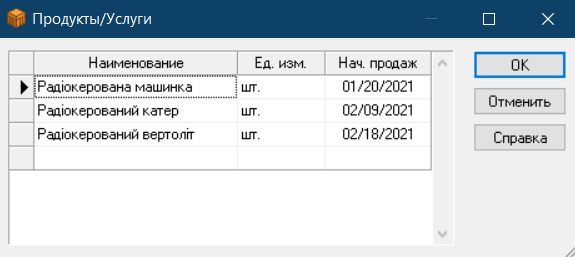 Продукты/Услуги
Наименование Ед. изм. Нач. продаж
Радіокерована машинка шт. 01/20/2021
Радіокерований катер шт. 02/09/2021
Радіокерований вертоліт шт. 02/18/2021
OK
Отменить
Справка